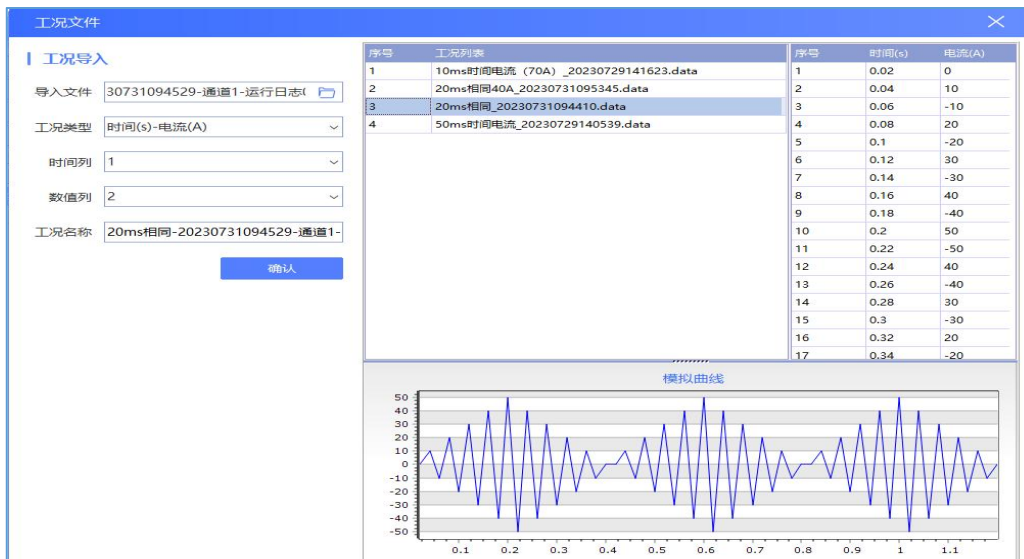 工况文件
工况导入
导入文件 30731094529-通道1-运行日志(
工况类型 时间(s)-电流(A)
时间列 1
数值列 2
工况名称 20ms相同-20230731094529-通道1-
确认
序号 工况列表
1 10ms时间电流（70A）_20230729141623.data
2 20ms相同40A_20230731095345.data
3 20ms相同_20230731094410.data
4 50ms时间电流_20230729140539.data
序号 时间(s) 电流(A)
1 0.02 0
2 0.04 10
3 0.06 -10
4 0.08 20
5 0.1 -20
6 0.12 30
7 0.14 -30
8 0.16 40
9 0.18 -40
10 0.2 50
11 0.22 -50
12 0.24 40
13 0.26 -40
14 0.28 30
15 0.3 -30
16 0.32 20
17 0.34 -20
模拟曲线
50
40
30
20
10
0
-10
-20
-30
-40
-50
0.1 0.2 0.3 0.4 0.5 0.6 0.7 0.8 0.9 1 1.1